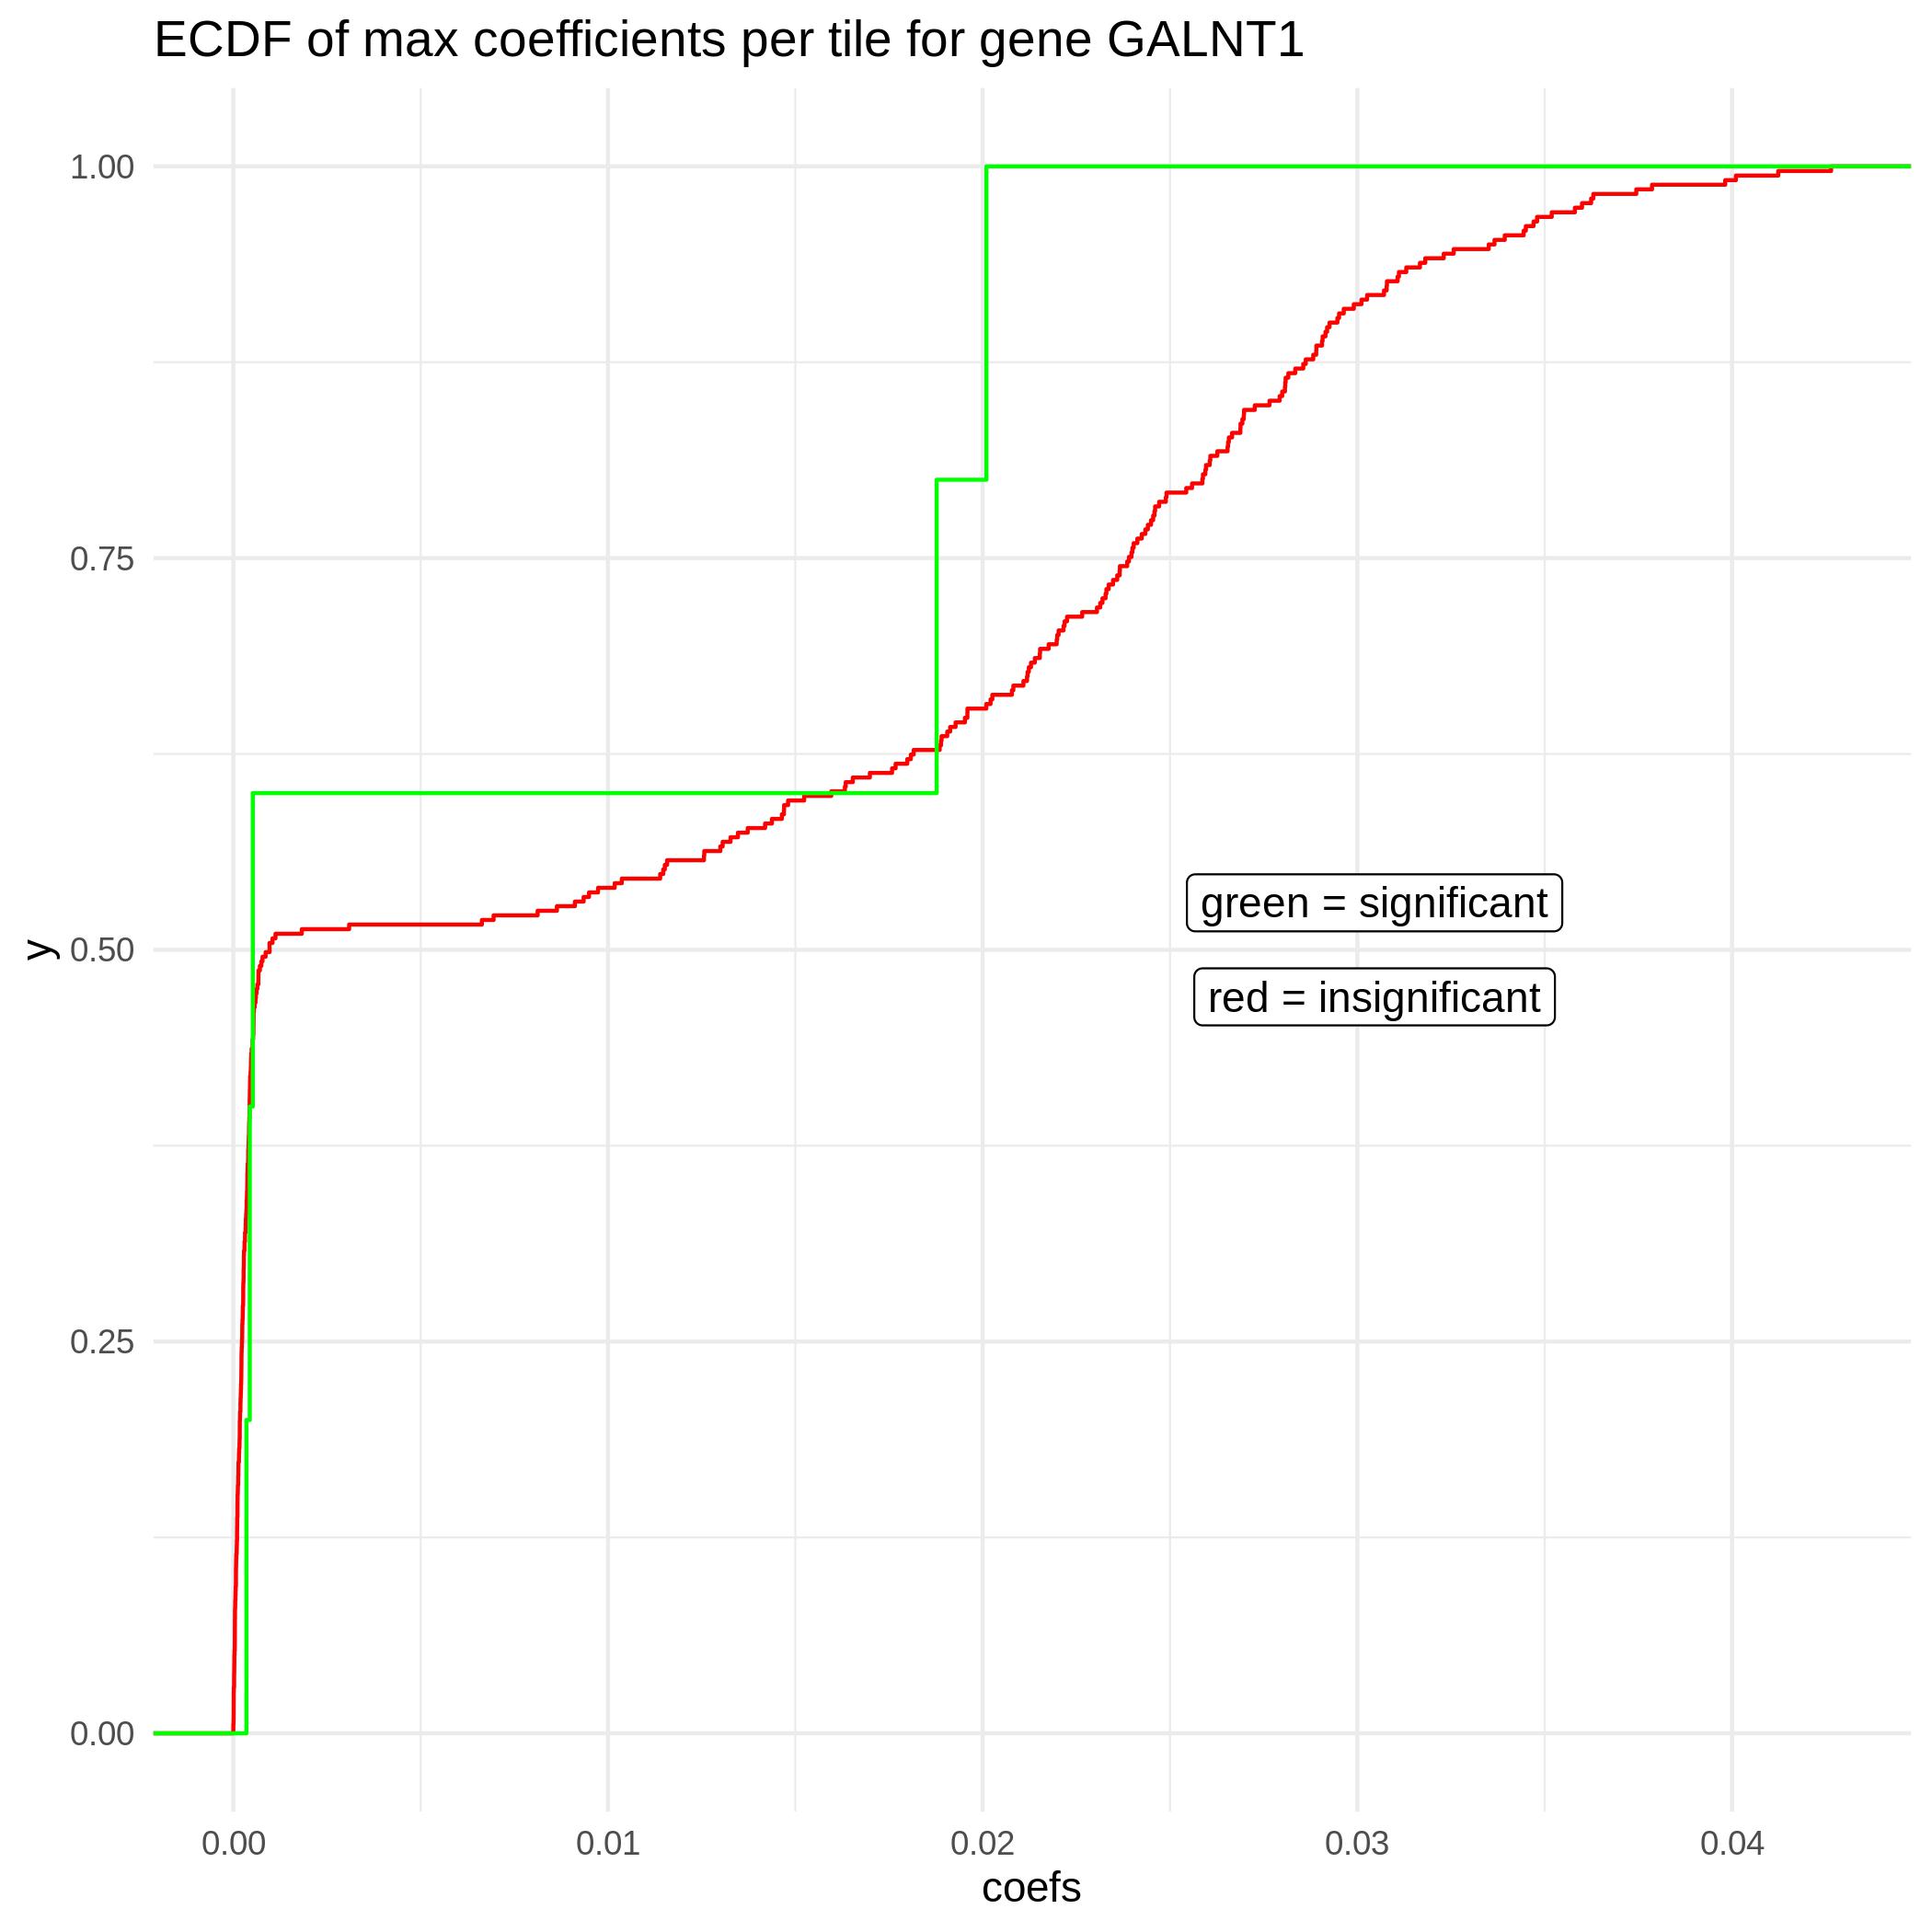 ECDF of max coefficients per tile for gene GALNT1
1.00
0.75
0.50
0.25
0.00
y
green = significant
red = insignificant
0.00 0.01 0.02 0.03 0.04
coefs